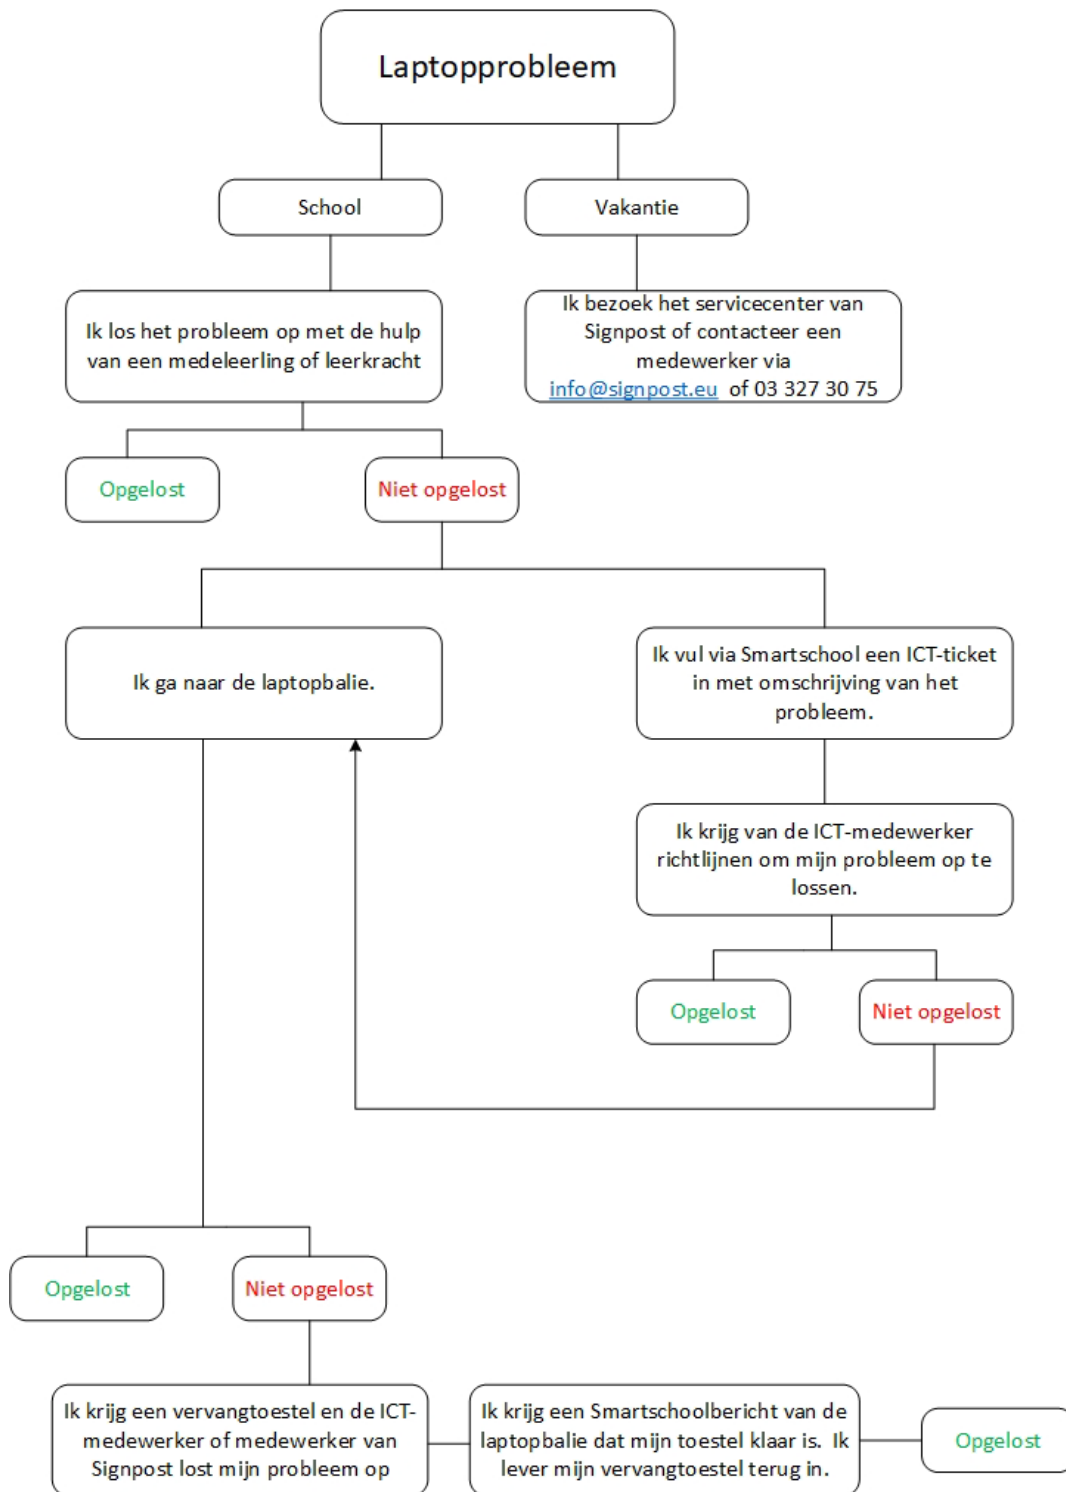 Laptopprobleem
School
Vakantie
Ik los het probleem op met de hulp
van een medeleerling of leerkracht
Ik bezoek het servicecenter van
Signpost of contacteer een
medewerker via
info@signpost.eu of 03 327 30 75
Opgelost
Niet opgelost
Ik ga naar de laptopbalie.
Ik vul via Smartschool een ICT-ticket
in met omschrijving van het
probleem.
Ik krijg van de ICT-medewerker
richtlijnen om mijn probleem op te
lossen.
Opgelost
Niet opgelost
Opgelost
Niet opgelost
Ik krijg een vervangtoestel en de ICT-
medewerker of medewerker van
Signpost lost mijn probleem op
Ik krijg een Smartschoolbericht van de
laptopbalie dat mijn toestel klaar is. Ik
lever mijn vervangtoestel terug in.
Opgelost